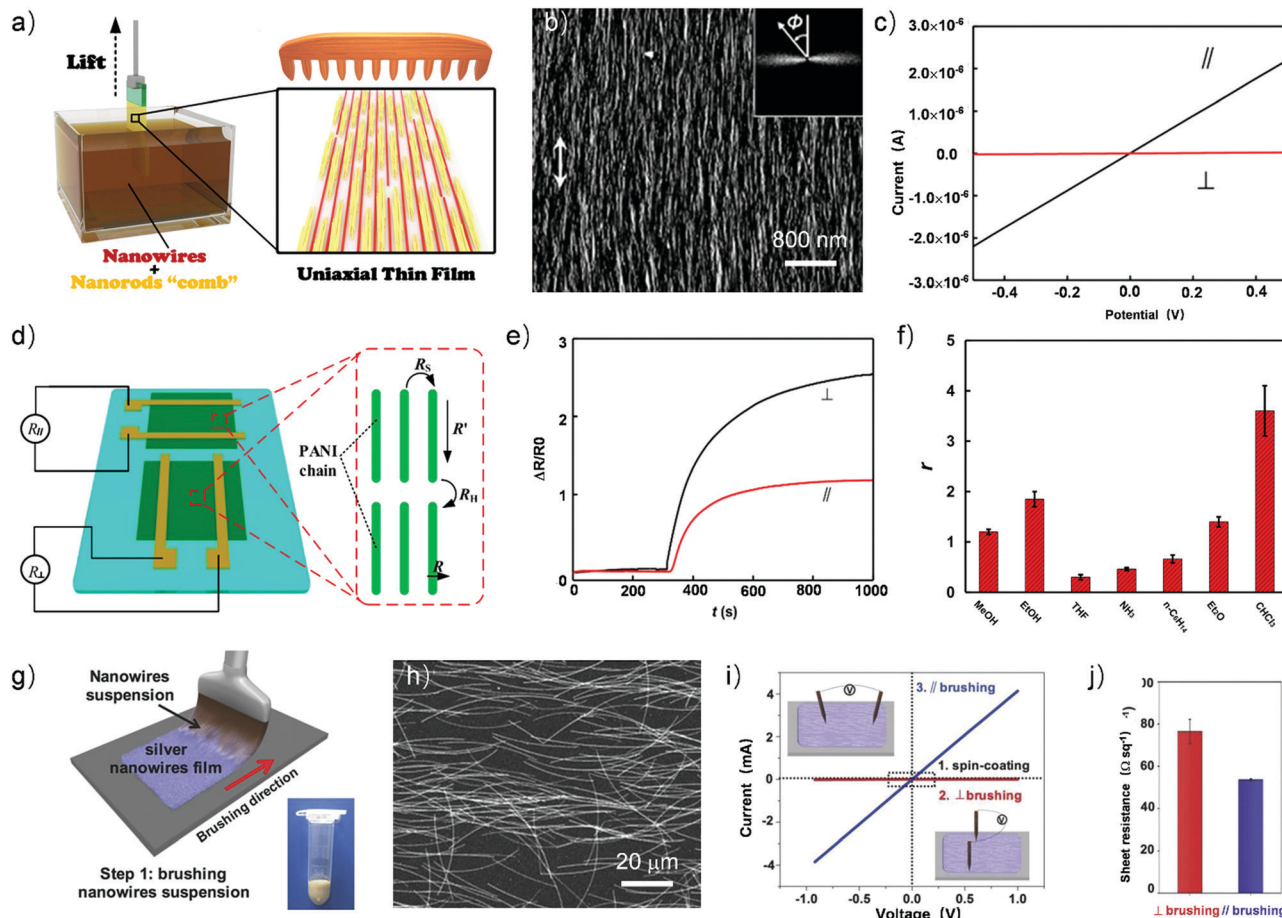 a)
Lift
Nanowires
+
Nanorods “comb”
Uniaxial Thin Film
b)
Φ
800 nm
c)
3.0×10⁻⁶
2.0×10⁻⁶
1.0×10⁻⁶
0.0
-1.0×10⁻⁶
-2.0×10⁻⁶
-3.0×10⁻⁶
Current (A)
//
⊥
-0.4 -0.2 0.0 0.2 0.4
Potential (V)
d)
R//
R⊥
PANI
chain
RS
R'
RH
R
e)
3
2
1
0
ΔR/R0
⊥
//
0 200 400 600 800 1000
t (s)
f)
5
4
3
2
1
0
r
MeOH EtOH THF NH₃ n-C₆H₁₄ Et₂O CHCl₃
g)
Nanowires
suspension
silver
nanowires film
Brushing direction
Step 1: brushing
nanowires suspension
h)
20 μm
i)
4
2
0
-2
-4
Current (mA)
V
3. // brushing
1. spin-coating
2. ⊥brushing
V
-1.0 -0.5 0.0 0.5 1.0
Voltage (V)
j)
80
60
40
20
0
Sheet resistance (Ω sq⁻¹) ⁻¹
⊥ brushing // brushing